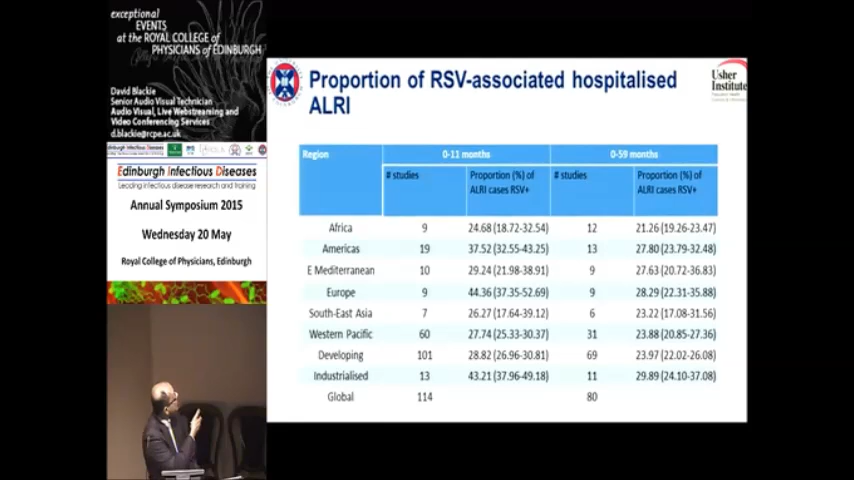 exceptional
EVENTS
at the ROYAL COLLEGE of
PHYSICIANS of EDINBURGH
David Blackie
Senior Audio Visual Technician
Audio Visual, Live Webstreaming and
Video Conferencing Services
d.blackie@rcpe.ac.uk
Edinburgh Infectious Diseases
Leading infectious disease research and training
Annual Symposium 2015
Wednesday 20 May
Royal College of Physicians, Edinburgh
Proportion of RSV-associated hospitalised
ALRI
Usher
Institute
Region 0-11 months 0-59 months
# studies Proportion (%) of # studies Proportion (%) of
ALRI cases RSV+ ALRI cases RSV+
Africa 9 24.68 (18.72-32.54) 12 21.26 (19.26-23.47)
Americas 19 37.52 (32.55-43.25) 13 27.80 (23.79-32.48)
E Mediterranean 10 29.24 (21.98-38.91) 9 27.63 (20.72-36.83)
Europe 9 44.36 (37.35-52.69) 9 28.29 (22.31-35.88)
South-East Asia 7 26.27 (17.64-39.12) 6 23.22 (17.08-31.56)
Western Pacific 60 27.74 (25.33-30.37) 31 23.88 (20.85-27.36)
Developing 101 28.82 (26.96-30.81) 69 23.97 (22.02-26.08)
Industrialised 13 43.21 (37.96-49.18) 11 29.89 (24.10-37.08)
Global 114 80